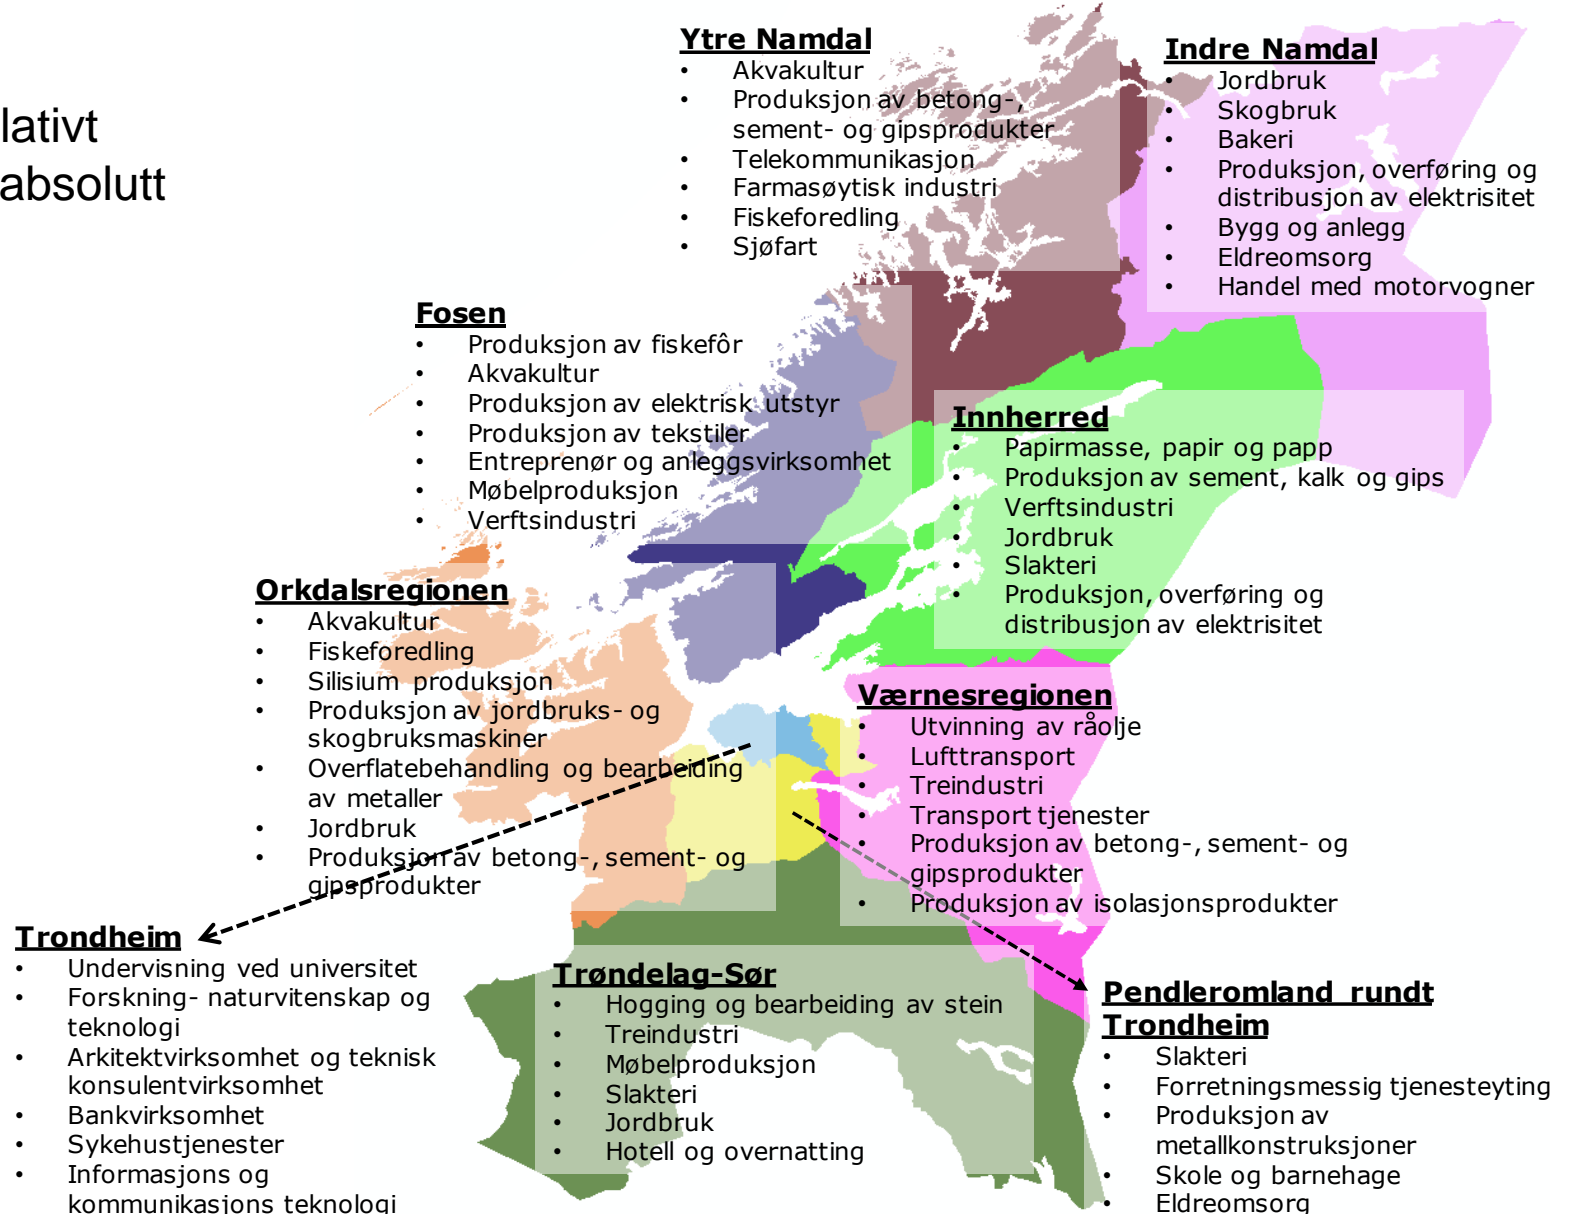 lativt
absolutt
Ytre Namdal
• Akvakultur
• Produksjon av betong-,
sement- og gipsprodukter
• Telekommunikasjon
• Farmasøytisk industri
• Fiskeforedling
• Sjøfart
Indre Namdal
• Jordbruk
• Skogbruk
• Bakeri
• Produksjon, overføring og
distribusjon av elektrisitet
• Bygg og anlegg
• Eldreomsorg
• Handel med motorvogner
Fosen
• Produksjon av fiskefôr
• Akvakultur
• Produksjon av elektrisk utstyr
• Produksjon av tekstiler
• Entreprenør og anleggsvirksomhet
• Møbelproduksjon
• Verftsindustri
Innherred
• Papirmasse, papir og papp
• Produksjon av sement, kalk og gips
• Verftsindustri
• Jordbruk
• Slakteri
• Produksjon, overføring og
distribusjon av elektrisitet
Orkdalsregionen
• Akvakultur
• Fiskeforedling
• Silisium produksjon
• Produksjon av jordbruks- og
skogbruksmaskiner
• Overflatebehandling og bearbeiding
av metaller
• Jordbruk
• Produksjon av betong-, sement- og
gipsprodukter
Værnesregionen
• Utvinning av råolje
• Lufttransport
• Treindustri
• Transport tjenester
• Produksjon av betong-, sement- og
gipsprodukter
• Produksjon av isolasjonsprodukter
Trondheim
• Undervisning ved universitet
• Forskning- naturvitenskap og
teknologi
• Arkitektvirksomhet og teknisk
konsulentvirksomhet
• Bankvirksomhet
• Sykehustjenester
• Informasjons og
kommunikasjons teknologi
Trøndelag-Sør
• Hogging og bearbeiding av stein
• Treindustri
• Møbelproduksjon
• Slakteri
• Jordbruk
• Hotell og overnatting
Pendleromland rundt
Trondheim
• Slakteri
• Forretningsmessig tjenesteyting
• Produksjon av
metallkonstruksjoner
• Skole og barnehage
• Eldreomsorg